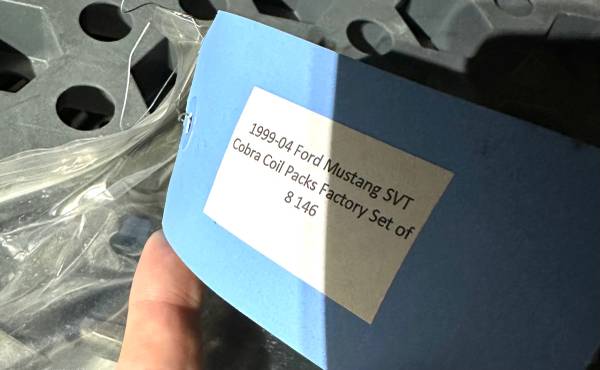 1999-04 Ford Mustang SVT
Cobra Coil Packs Factory Set of
8 146